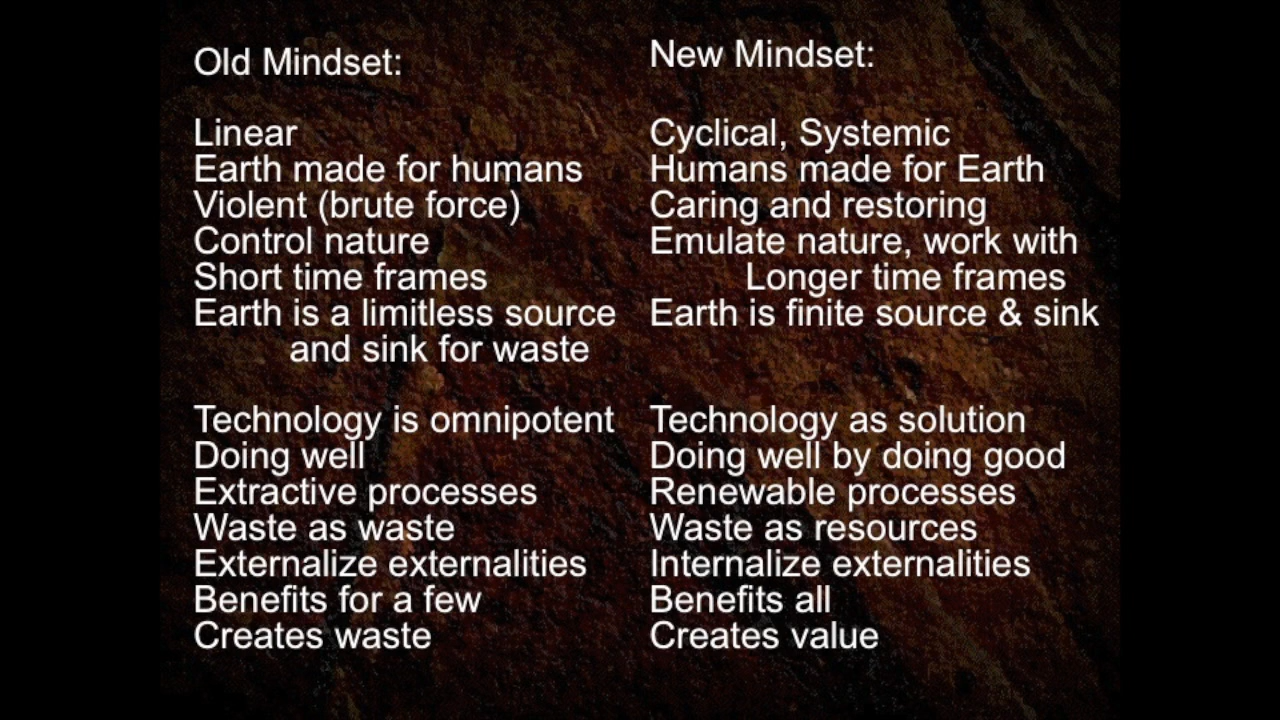 Old Mindset:
Linear
Earth made for humans
Violent (brute force)
Control nature
Short time frames
Earth is a limitless source
and sink for waste
Technology is omnipotent
Doing well
Extractive processes
Waste as waste
Externalize externalities
Benefits for a few
Creates waste
New Mindset:
Cyclical, Systemic
Humans made for Earth
Caring and restoring
Emulate nature, work with
Longer time frames
Earth is finite source & sink
Technology as solution
Doing well by doing good
Renewable processes
Waste as resources
Internalize externalities
Benefits all
Creates value